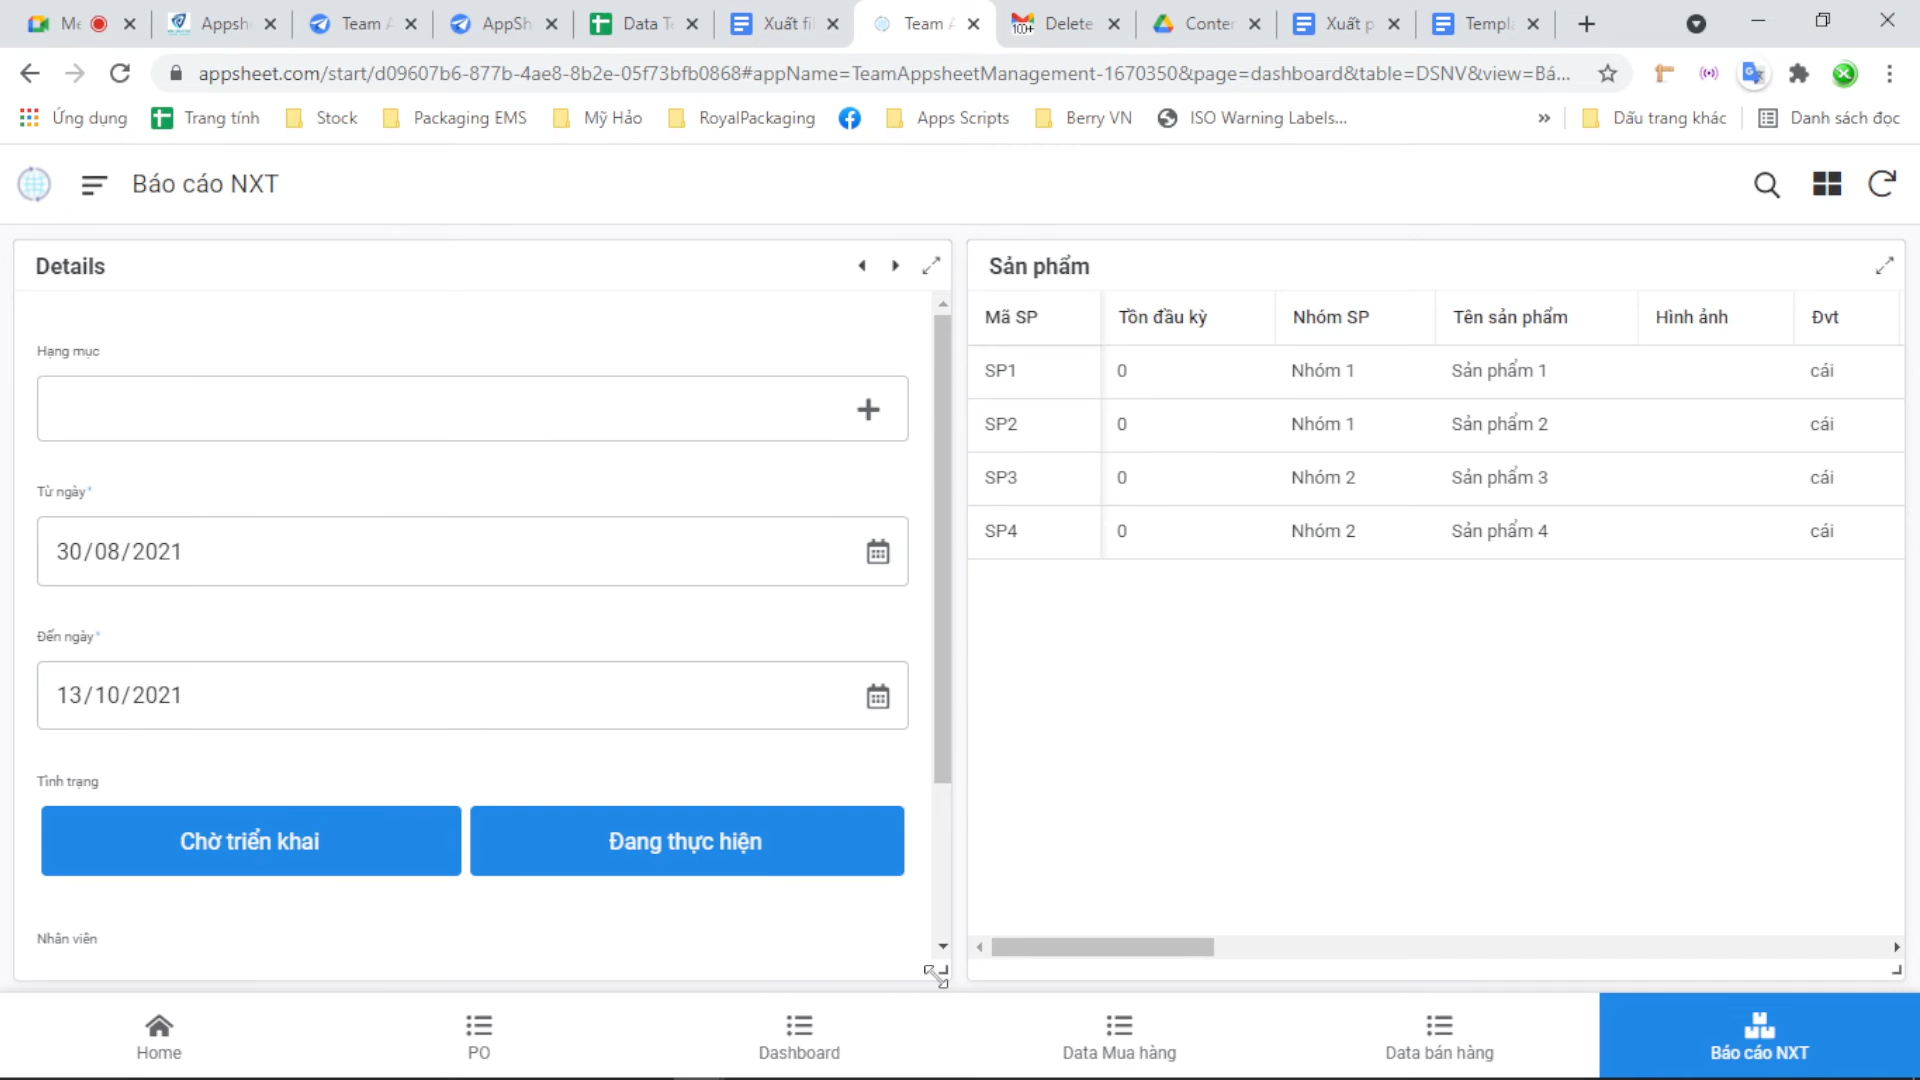 Me
Appsh
Team A
AppSh
Data Te
Xuất fi
Team A
100+
Delete
Conter
Xuất p
Templa
appsheet.com/start/d09607b6-877b-4ae8-8b2e-05f73bfb0868#appName=TeamAppsheetManagement-1670350&page=dashboard&table=DSNV&view=Bá...
Ứng dụng
Trang tính
Stock
Packaging EMS
Mỹ Hảo
RoyalPackaging
Apps Scripts
Berry VN
ISO Warning Labels...
»
Dấu trang khác
Danh sách đọc
Báo cáo NXT
Details
Hạng mục
Từ ngày*
30/08/2021
Đến ngày*
13/10/2021
Tình trạng
Chờ triển khai
Đang thực hiện
Nhân viên
Sản phẩm
Mã SP Tồn đầu kỳ Nhóm SP Tên sản phẩm Hình ảnh Đvt
SP1 0 Nhóm 1 Sản phẩm 1 cái
SP2 0 Nhóm 1 Sản phẩm 2 cái
SP3 0 Nhóm 2 Sản phẩm 3 cái
SP4 0 Nhóm 2 Sản phẩm 4 cái
Home
PO
Dashboard
Data Mua hàng
Data bán hàng
Báo cáo NXT